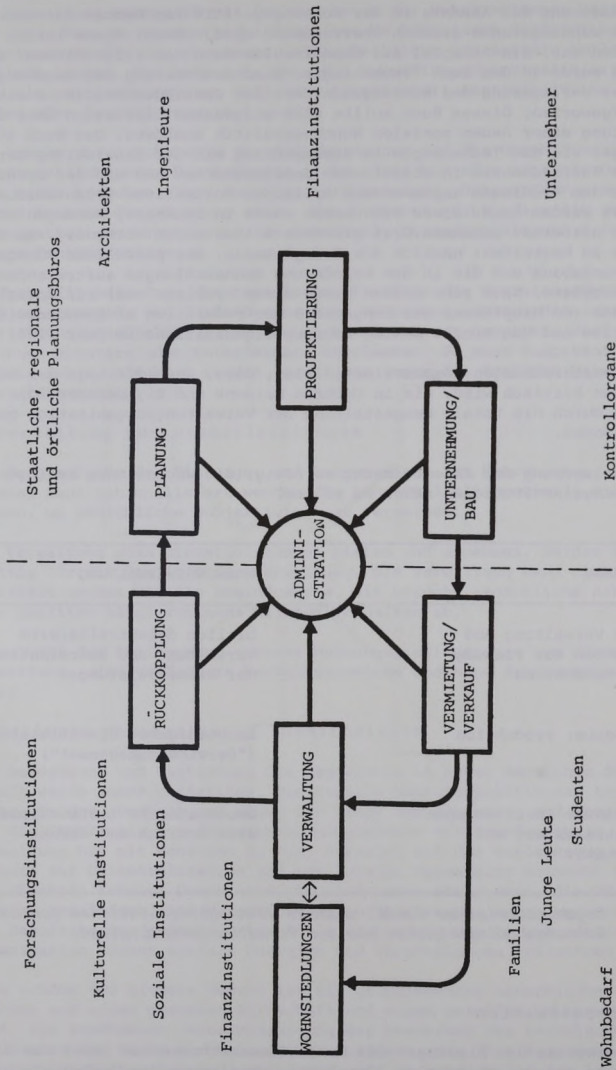 Forschungsinstitutionen
Kulturelle Institutionen
Soziale Institutionen
Finanzinstitutionen
Staatliche, regionale
und örtliche Planungsbüros
Architekten
Ingenieure
Finanzinstitutionen
Unternehmer
RÜCKKOPPLUNG
PLANUNG
WOHNSIEDLUNGEN
VERWALTUNG
ADMINI-
STRATION
PROJEKTIERUNG
VERMIETUNG/
VERKAUF
UNTERNEHMUNG/
BAU
Familien
Junge Leute
Studenten
Wohnbedarf
Kontrollorgane